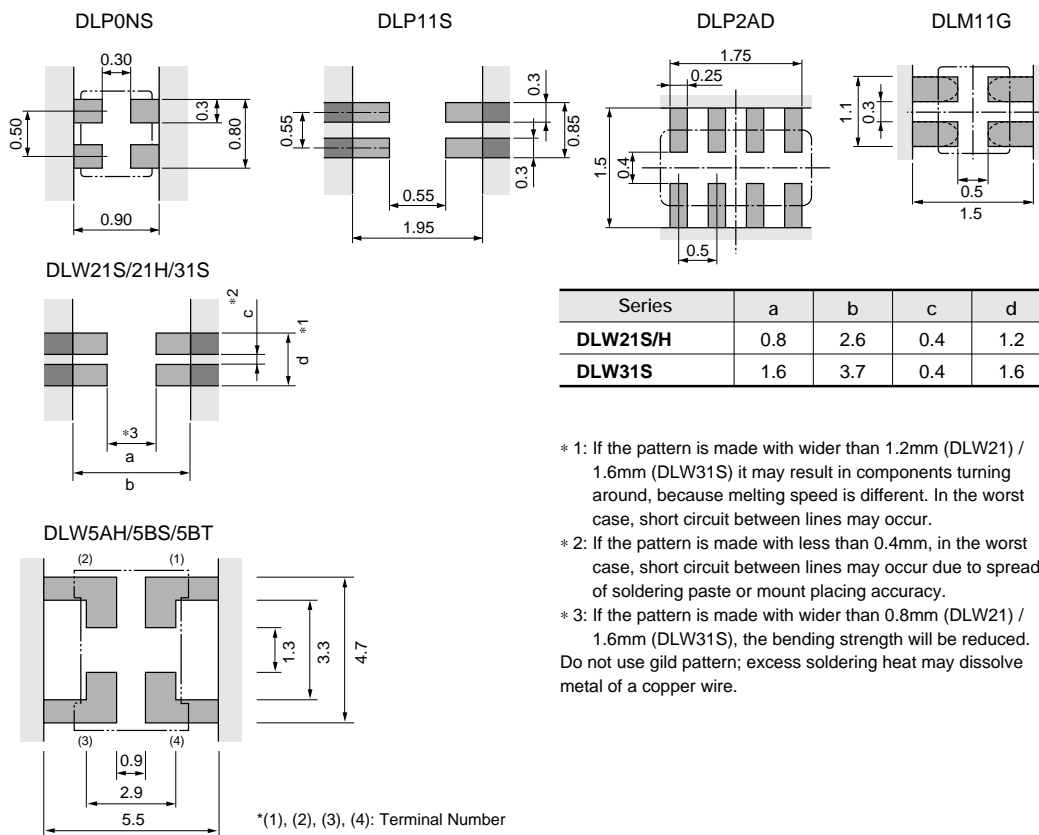 DLP0NS
0.30
0.50
0.3
0.80
0.90
DLP11S
0.55
0.3
0.85
0.3
0.55
1.95
DLP2AD
1.75
0.25
1.5
0.4
0.5
DLM11G
1.1
0.3
0.5
1.5
DLW21S/21H/31S
*2
c
*1
d
*3
a
b
Series a b c d
DLW21S/H 0.8 2.6 0.4 1.2
DLW31S 1.6 3.7 0.4 1.6
* 1: If the pattern is made with wider than 1.2mm (DLW21) /
1.6mm (DLW31S) it may result in components turning
around, because melting speed is different. In the worst
case, short circuit between lines may occur.
* 2: If the pattern is made with less than 0.4mm, in the worst
case, short circuit between lines may occur due to spread
of soldering paste or mount placing accuracy.
* 3: If the pattern is made with wider than 0.8mm (DLW21) /
1.6mm (DLW31S), the bending strength will be reduced.
Do not use gild pattern; excess soldering heat may dissolve
metal of a copper wire.
DLW5AH/5BS/5BT
(2) (1)
1.3
3.3
4.7
(3) (4)
0.9
2.9
5.5
*(1), (2), (3), (4): Terminal Number